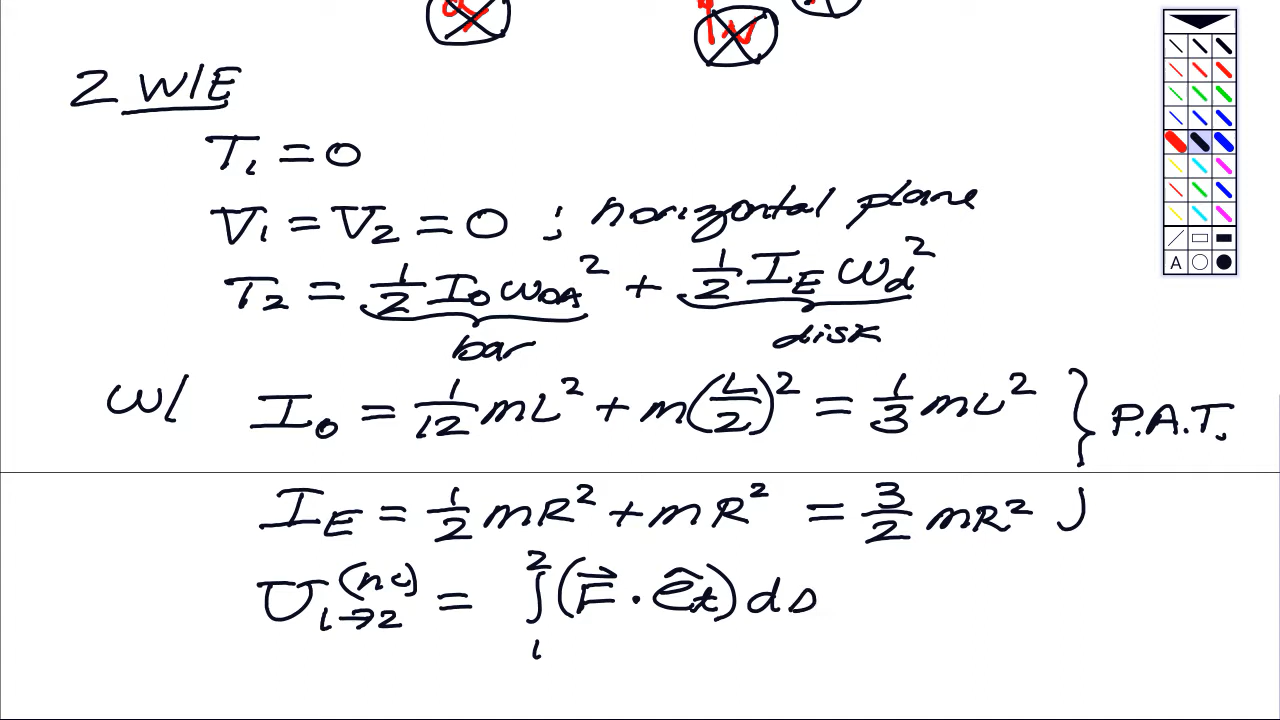 2 W/E
T₁ = 0
V₁ = V₂ = 0 ; horizontal plane
T₂ = 1/2 I_O ω_OA² + 1/2 I_E ω_d²
bar disk
w/ I_O = 1/12 mL² + m(L/2)² = 1/3 mL² } P.A.T.
I_E = 1/2 mR² + mR² = 3/2 mR²
U₁→₂^(nc) = ∫₁² (F⃗ · ê_t) ds
A